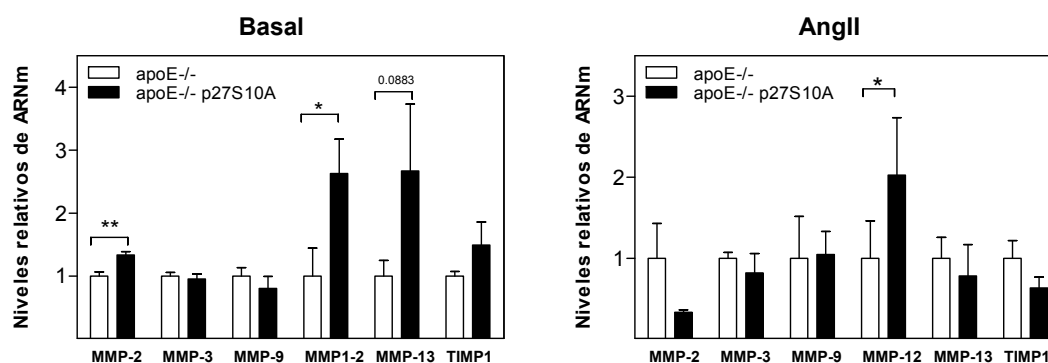 Basal
Niveles relativos de ARNm
4
3
2
1
apoE-/-
apoE-/- p27S10A
**
*
0.0883
MMP-2 MMP-3 MMP-9 MMP1-2 MMP-13 TIMP1
AngII
Niveles relativos de ARNm
3
2
1
apoE-/-
apoE-/- p27S10A
*
MMP-2 MMP-3 MMP-9 MMP-12 MMP-13 TIMP1